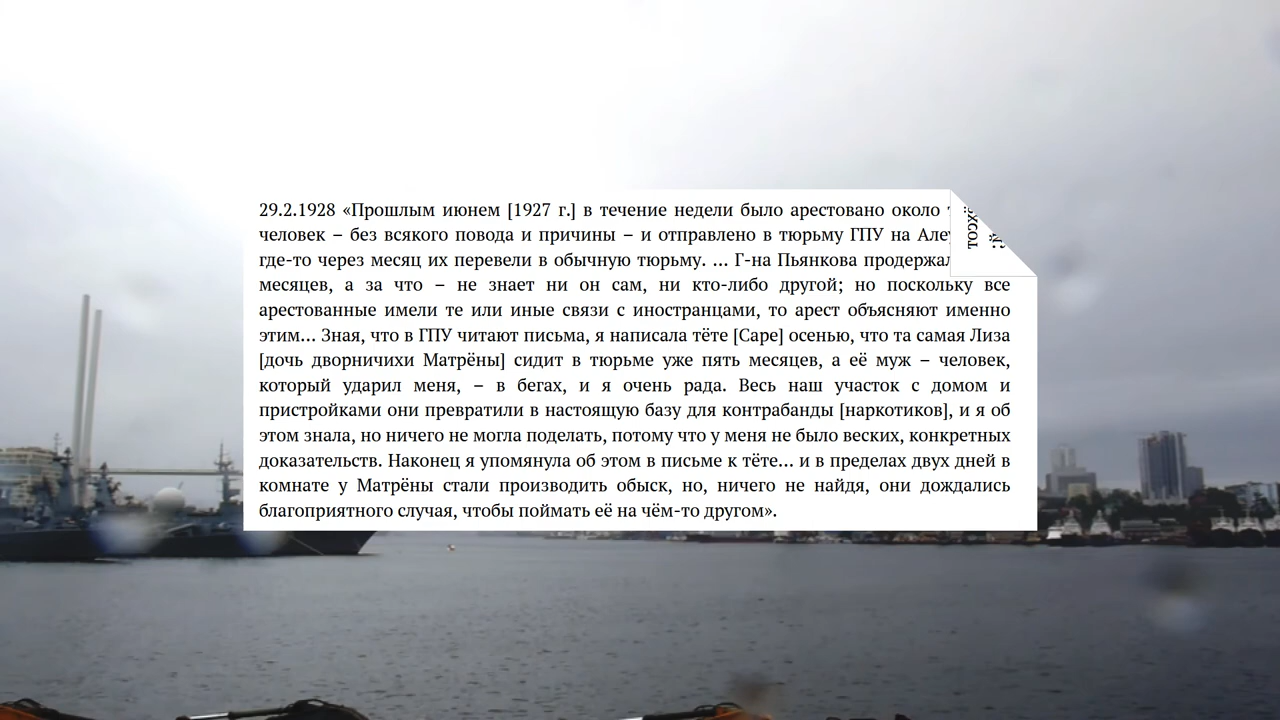 29.2.1928 «Прошлым июнем [1927 г.] в течение недели было арестовано около
человек – без всякого повода и причины – и отправлено в тюрьму ГПУ на
где-то через месяц их перевели в обычную тюрьму. ... Г-на Пьянкова
месяцев, а за что – не знает ни он сам, ни кто-либо другой; но поскольку все
арестованные имели те или иные связи с иностранцами, то арест объясняют именно
этим... Зная, что в ГПУ читают письма, я написала тёте [Саре] осенью, что та самая Лиза
[дочь дворничихи Матрёны] сидит в тюрьме уже пять месяцев, а её муж – человек,
который ударил меня, – в бегах, и я очень рада. Весь наш участок с домом и
пристройками они превратили в настоящую базу для контрабанды [наркотиков], и я об
этом знала, но ничего не могла поделать, потому что у меня не было веских, конкретных
доказательств. Наконец я упомянула об этом в письме к тёте... и в пределах двух дней в
комнате у Матрёны стали производить обыск, но, ничего не найдя, они дождались
благоприятного случая, чтобы поймать её на чём-то другом».